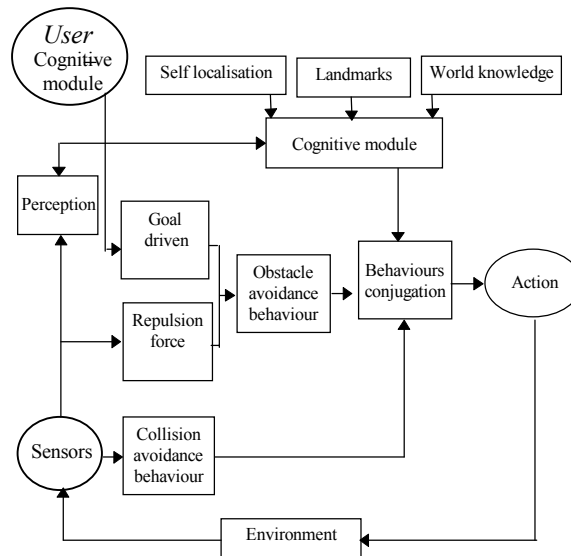 User
Cognitive
module
Self localisation
Landmarks
World knowledge
Cognitive module
Perception
Goal
driven
Obstacle
avoidance
behaviour
Behaviours
conjugation
Action
Repulsion
force
Sensors
Collision
avoidance
behaviour
Environment